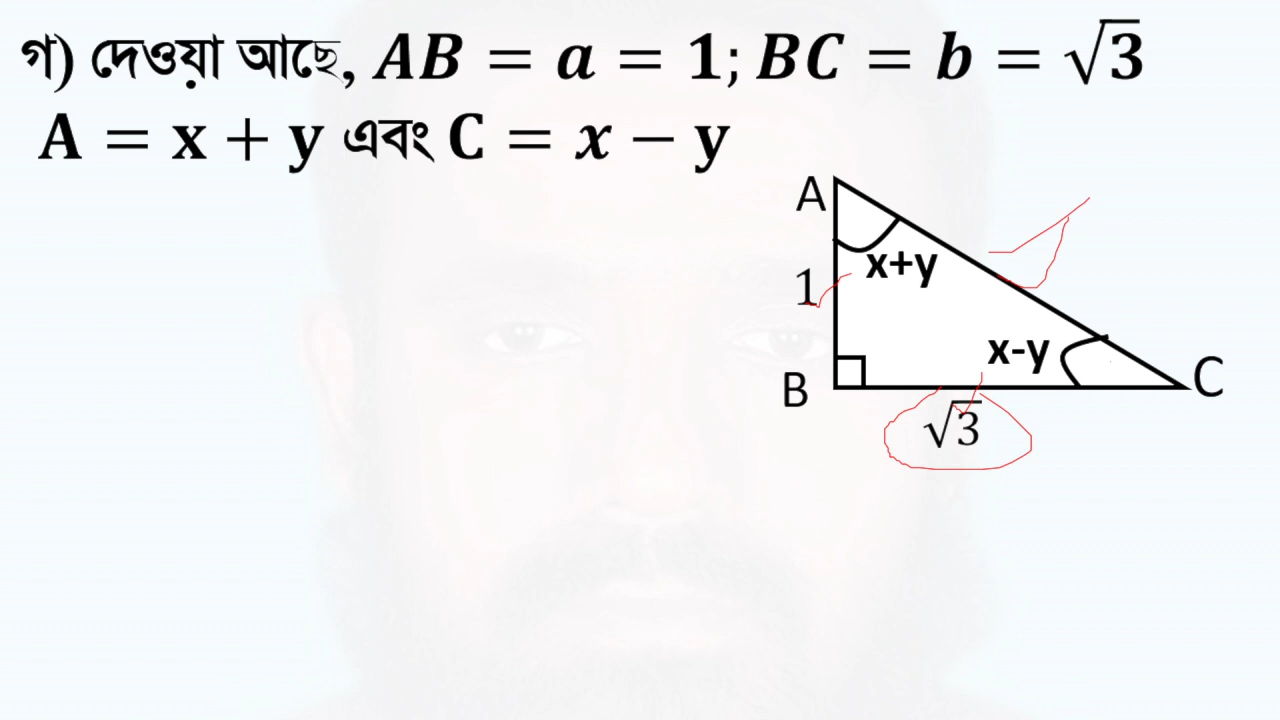 গ) দেওয়া আছে, AB = a = 1; BC = b = √3
A = x + y এবং C = x − y
A
x+y
1
x-y
B
C
√3